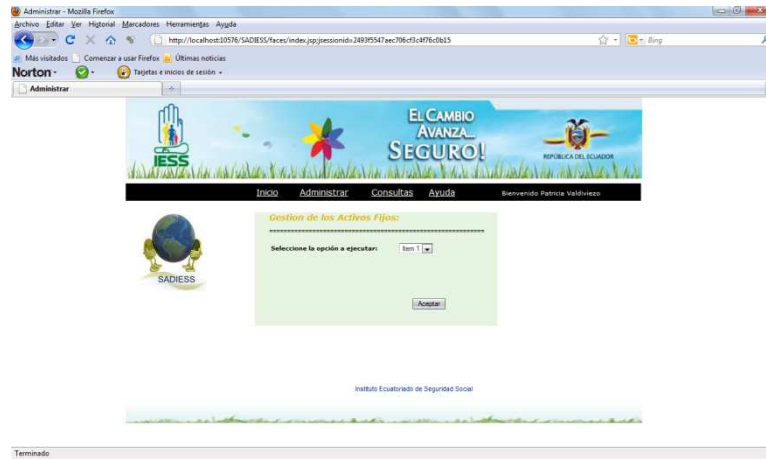 Administrar - Mozilla Firefox
Archivo Editar Ver Historial Marcadores Herramientas Ayuda
http://localhost:10576/SADIESS/faces/index.jsp;jsessionid=2493f5547aec706cf3c4f76c0b15
Bing
Más visitados Comenzar a usar Firefox Últimas noticias
Norton - Tarjetas e inicios de sesión
Administrar
IESS
EL CAMBIO
AVANZA...
SEGURO!
REPÚBLICA DEL ECUADOR
Inicio Administrar Consultas Ayuda Bienvenido Patricia Valdiviezo
SADIESS
Gestion de los Activos Fijos:
Seleccione la opción a ejecutar: Item 1
Aceptar
Instituto Ecuatoriado de Seguridad Social
Terminado